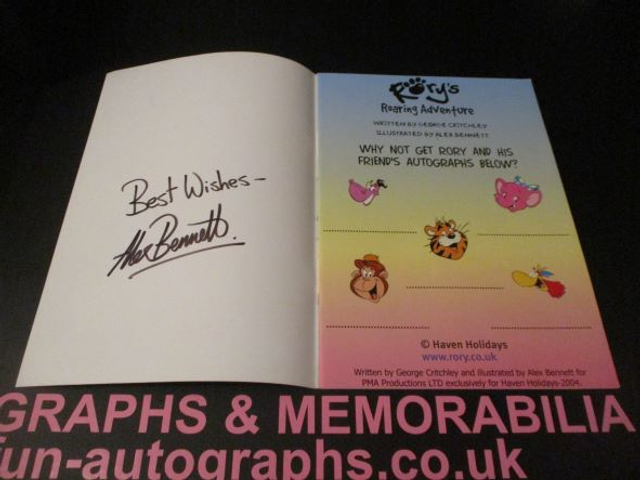 Best Wishes-
Alex Bennett.
Rory's
Roaring Adventure
WRITTEN BY GEORGE CRITCHLEY
ILLUSTRATED BY ALEX BENNETT
WHY NOT GET RORY AND HIS
FRIEND'S AUTOGRAPHS BELOW?
© Haven Holidays
www.rory.co.uk
Written by George Critchley and illustrated by Alex Bennett for
PMA Productions LTD exclusively for Haven Holidays-2004.
GRAPHS & MEMORABILIA
un-autographs.co.uk